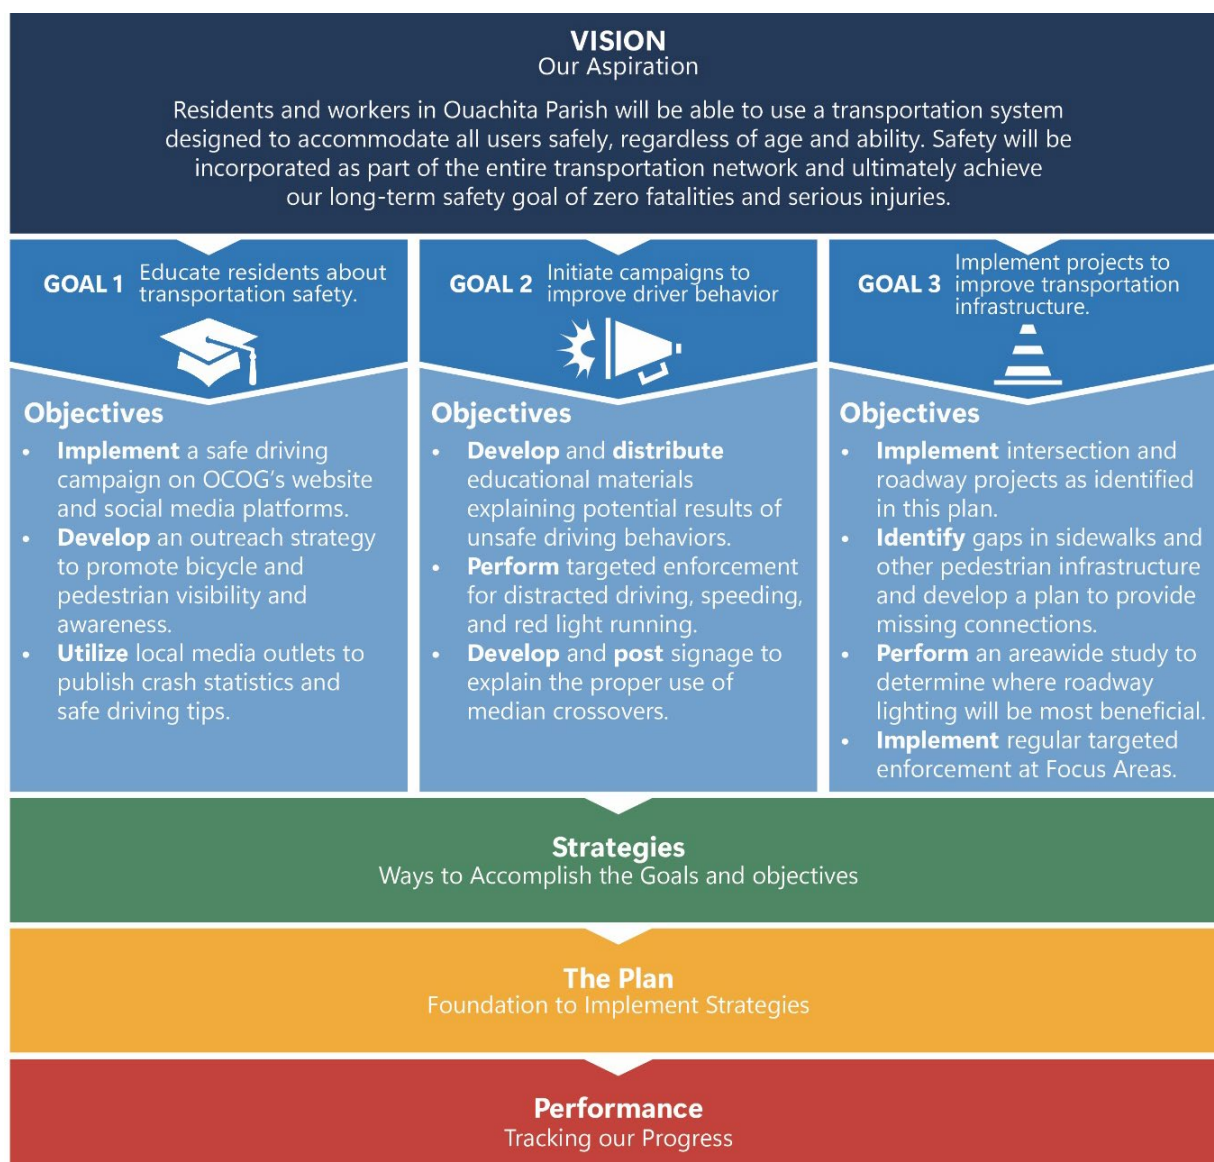 VISION
Our Aspiration
Residents and workers in Ouachita Parish will be able to use a transportation system
designed to accommodate all users safely, regardless of age and ability. Safety will be
incorporated as part of the entire transportation network and ultimately achieve
our long-term safety goal of zero fatalities and serious injuries.
GOAL 1
Educate residents about
transportation safety.
Objectives
• Implement a safe driving
campaign on OCOG's website
and social media platforms.
• Develop an outreach strategy
to promote bicycle and
pedestrian visibility and
awareness.
• Utilize local media outlets to
publish crash statistics and
safe driving tips.
GOAL 2
Initiate campaigns to
improve driver behavior
Objectives
• Develop and distribute
educational materials
explaining potential results of
unsafe driving behaviors.
• Perform targeted enforcement
for distracted driving, speeding,
and red light running.
• Develop and post signage to
explain the proper use of
median crossovers.
GOAL 3
Implement projects to
improve transportation
infrastructure.
Objectives
• Implement intersection and
roadway projects as identified
in this plan.
• Identify gaps in sidewalks and
other pedestrian infrastructure
and develop a plan to provide
missing connections.
• Perform an areawide study to
determine where roadway
lighting will be most beneficial.
• Implement regular targeted
enforcement at Focus Areas.
Strategies
Ways to Accomplish the Goals and objectives
The Plan
Foundation to Implement Strategies
Performance
Tracking our Progress